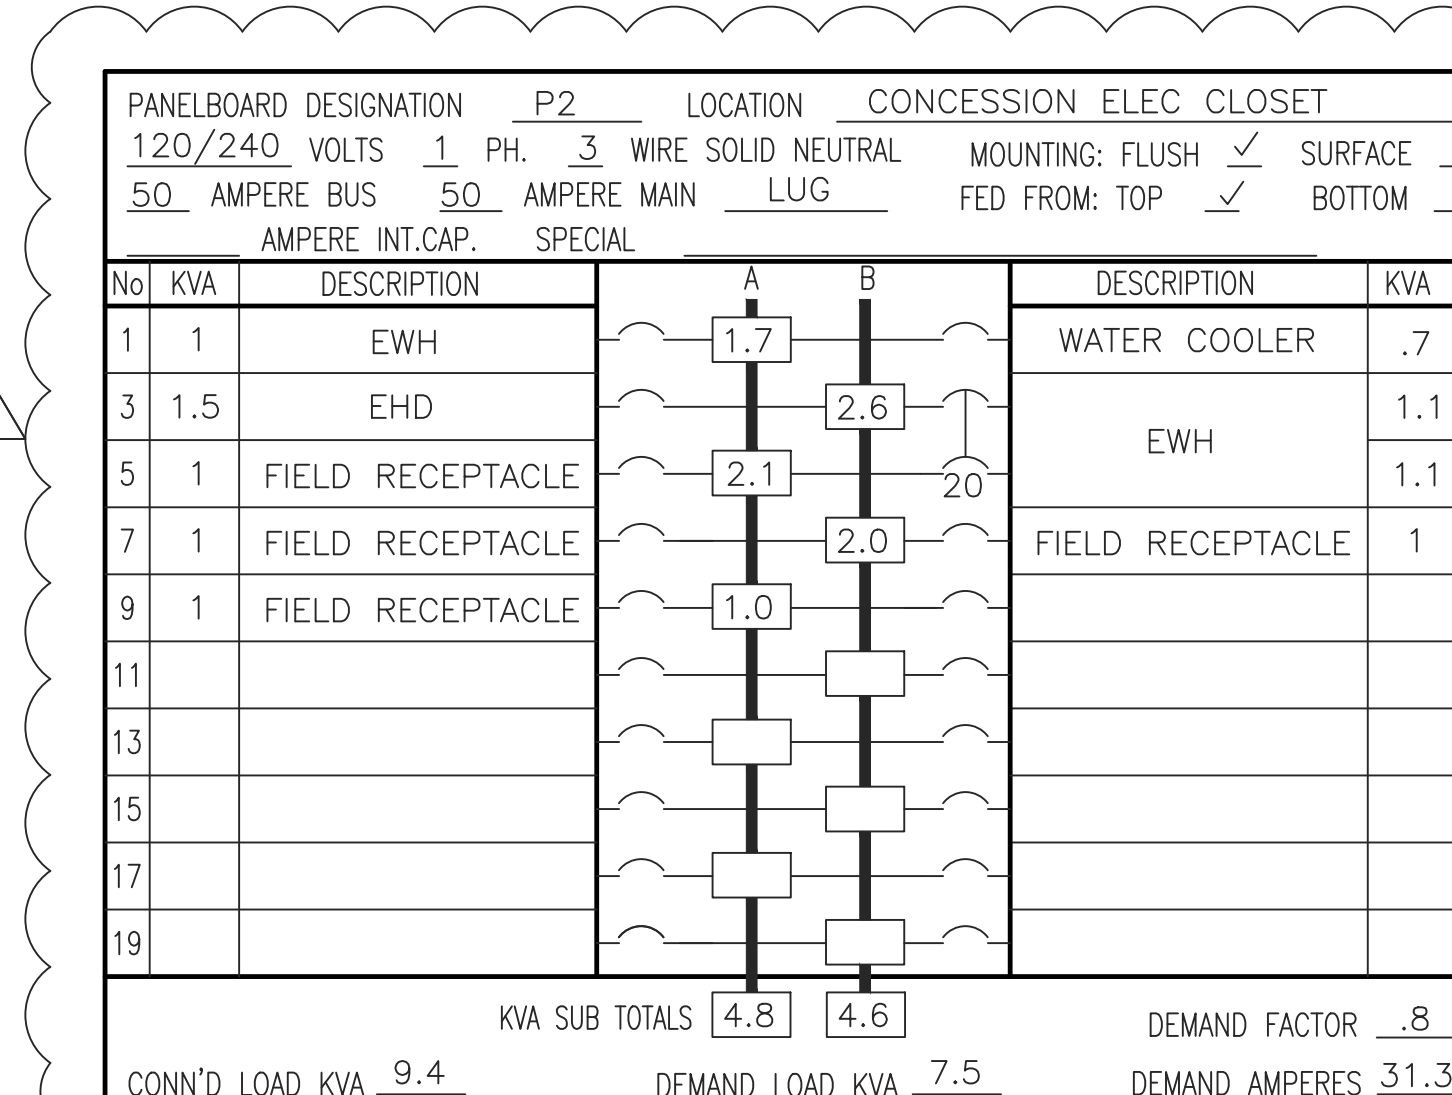 PANELBOARD DESIGNATION P2 LOCATION CONCESSION ELEC CLOSET
120/240 VOLTS 1 PH. 3 WIRE SOLID NEUTRAL MOUNTING: FLUSH ✓ SURFACE
50 AMPERE BUS 50 AMPERE MAIN LUG FED FROM: TOP ✓ BOTTOM
AMPERE INT.CAP. SPECIAL
No KVA DESCRIPTION A B DESCRIPTION KVA
1 1 EWH 1.7 WATER COOLER .7
3 1.5 EHD 2.6 EWH 1.1
5 1 FIELD RECEPTACLE 2.1 20 1.1
7 1 FIELD RECEPTACLE 2.0 FIELD RECEPTACLE 1
9 1 FIELD RECEPTACLE 1.0
11
13
15
17
19
KVA SUB TOTALS 4.8 4.6 DEMAND FACTOR .8
CONN'D LOAD KVA 9.4 DEMAND LOAD KVA 7.5 DEMAND AMPERES 31.3